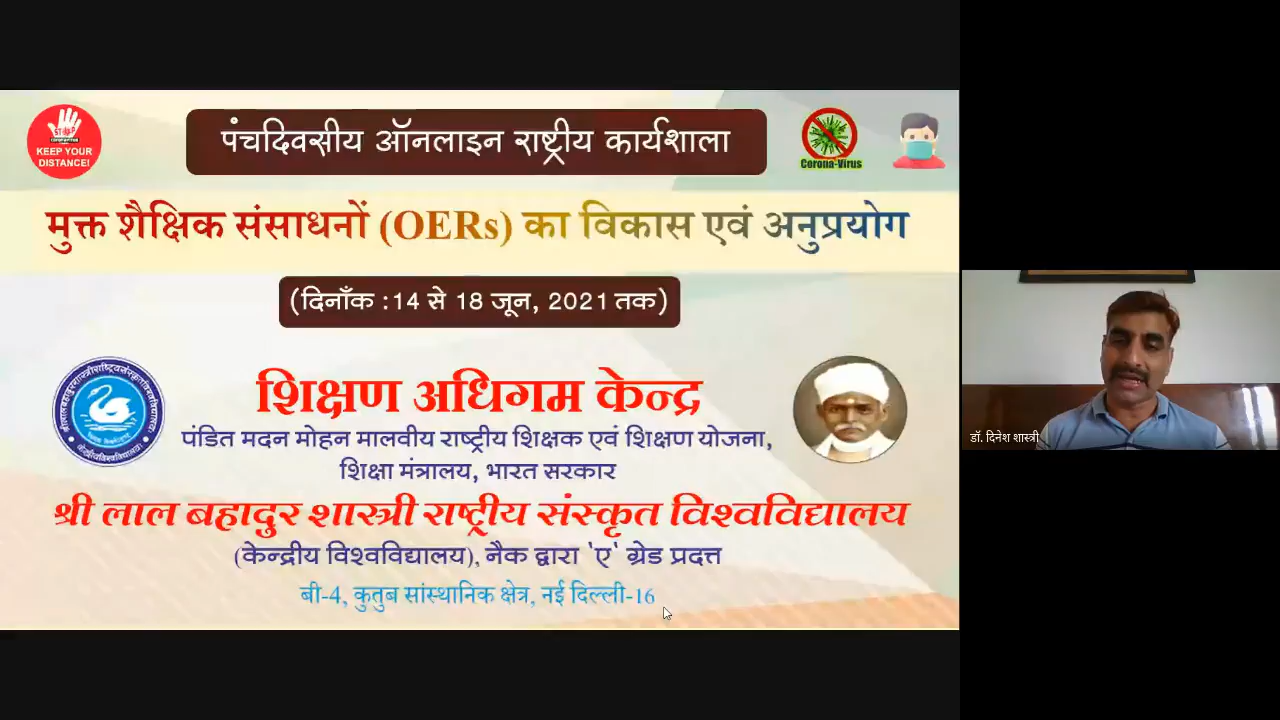 पंचदिवसीय ऑनलाइन राष्ट्रीय कार्यशाला
STOP
KEEP YOUR
DISTANCE!
Corona-Virus
मुक्त शैक्षिक संसाधनों (OERs) का विकास एवं अनुप्रयोग
(दिनाँक :14 से 18 जून, 2021 तक)
शिक्षण अधिगम केन्द्र
पंडित मदन मोहन मालवीय राष्ट्रीय शिक्षक एवं शिक्षण योजना,
शिक्षा मंत्रालय, भारत सरकार
श्री लाल बहादुर शास्त्री राष्ट्रीय संस्कृत विश्वविद्यालय
(केन्द्रीय विश्वविद्यालय), नैक द्वारा 'ए' ग्रेड प्रदत्त
बी-4, कुतुब सांस्थानिक क्षेत्र, नई दिल्ली-16
डॉ. दिनेश शास्त्री